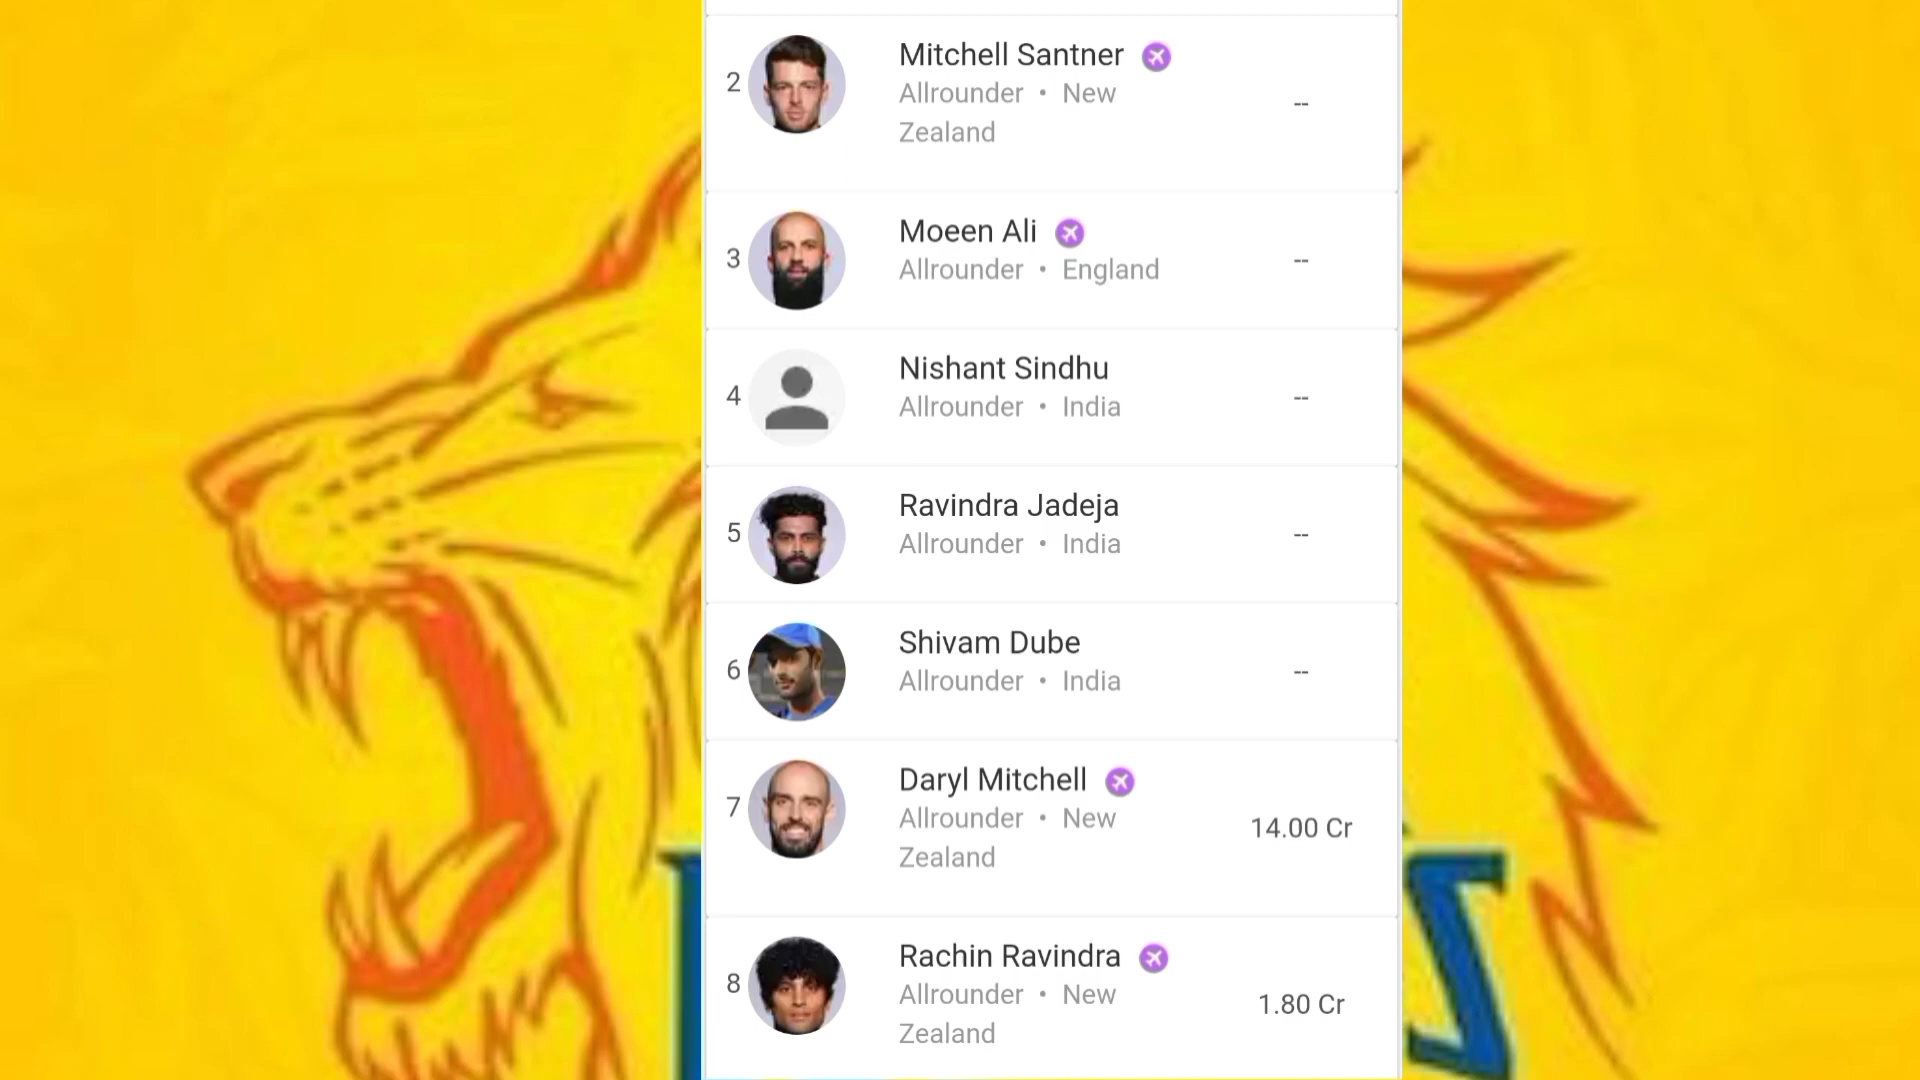 2
Mitchell Santner
Allrounder • New
Zealand
--
3
Moeen Ali
Allrounder • England
--
4
Nishant Sindhu
Allrounder • India
--
5
Ravindra Jadeja
Allrounder • India
--
6
Shivam Dube
Allrounder • India
--
7
Daryl Mitchell
Allrounder • New
Zealand
14.00 Cr
8
Rachin Ravindra
Allrounder • New
Zealand
1.80 Cr